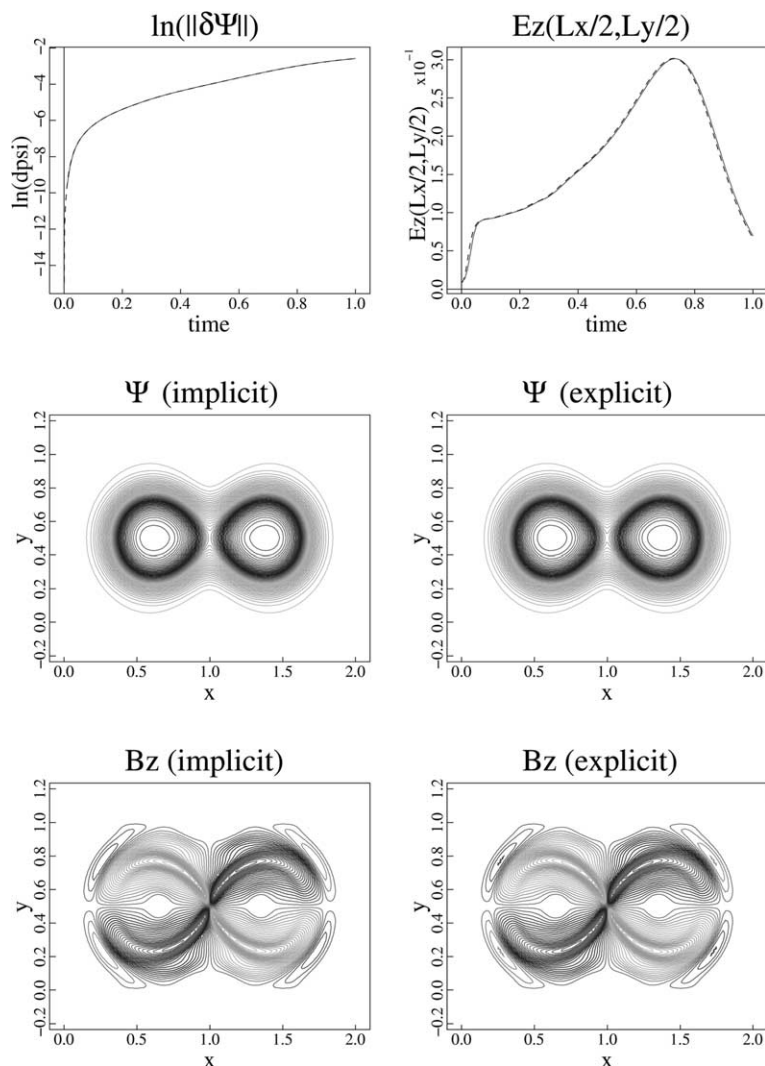 ln(||δΨ||)
ln(dpsi)
−2
−4
−6
−8
−10
−12
−14
0.0 0.2 0.4 0.6 0.8 1.0
time
Ez(Lx/2,Ly/2)
Ez(Lx/2,Ly/2)
x10⁻¹
3.0
2.5
2.0
1.5
1.0
0.5
0.0
0.0 0.2 0.4 0.6 0.8 1.0
time
Ψ (implicit)
y
1.2
1.0
0.8
0.6
0.4
0.2
0.0
−0.2
0.0 0.5 1.0 1.5 2.0
x
Ψ (explicit)
y
1.2
1.0
0.8
0.6
0.4
0.2
0.0
−0.2
0.0 0.5 1.0 1.5 2.0
x
Bz (implicit)
y
1.2
1.0
0.8
0.6
0.4
0.2
0.0
−0.2
0.0 0.5 1.0 1.5 2.0
x
Bz (explicit)
y
1.2
1.0
0.8
0.6
0.4
0.2
0.0
−0.2
0.0 0.5 1.0 1.5 2.0
x